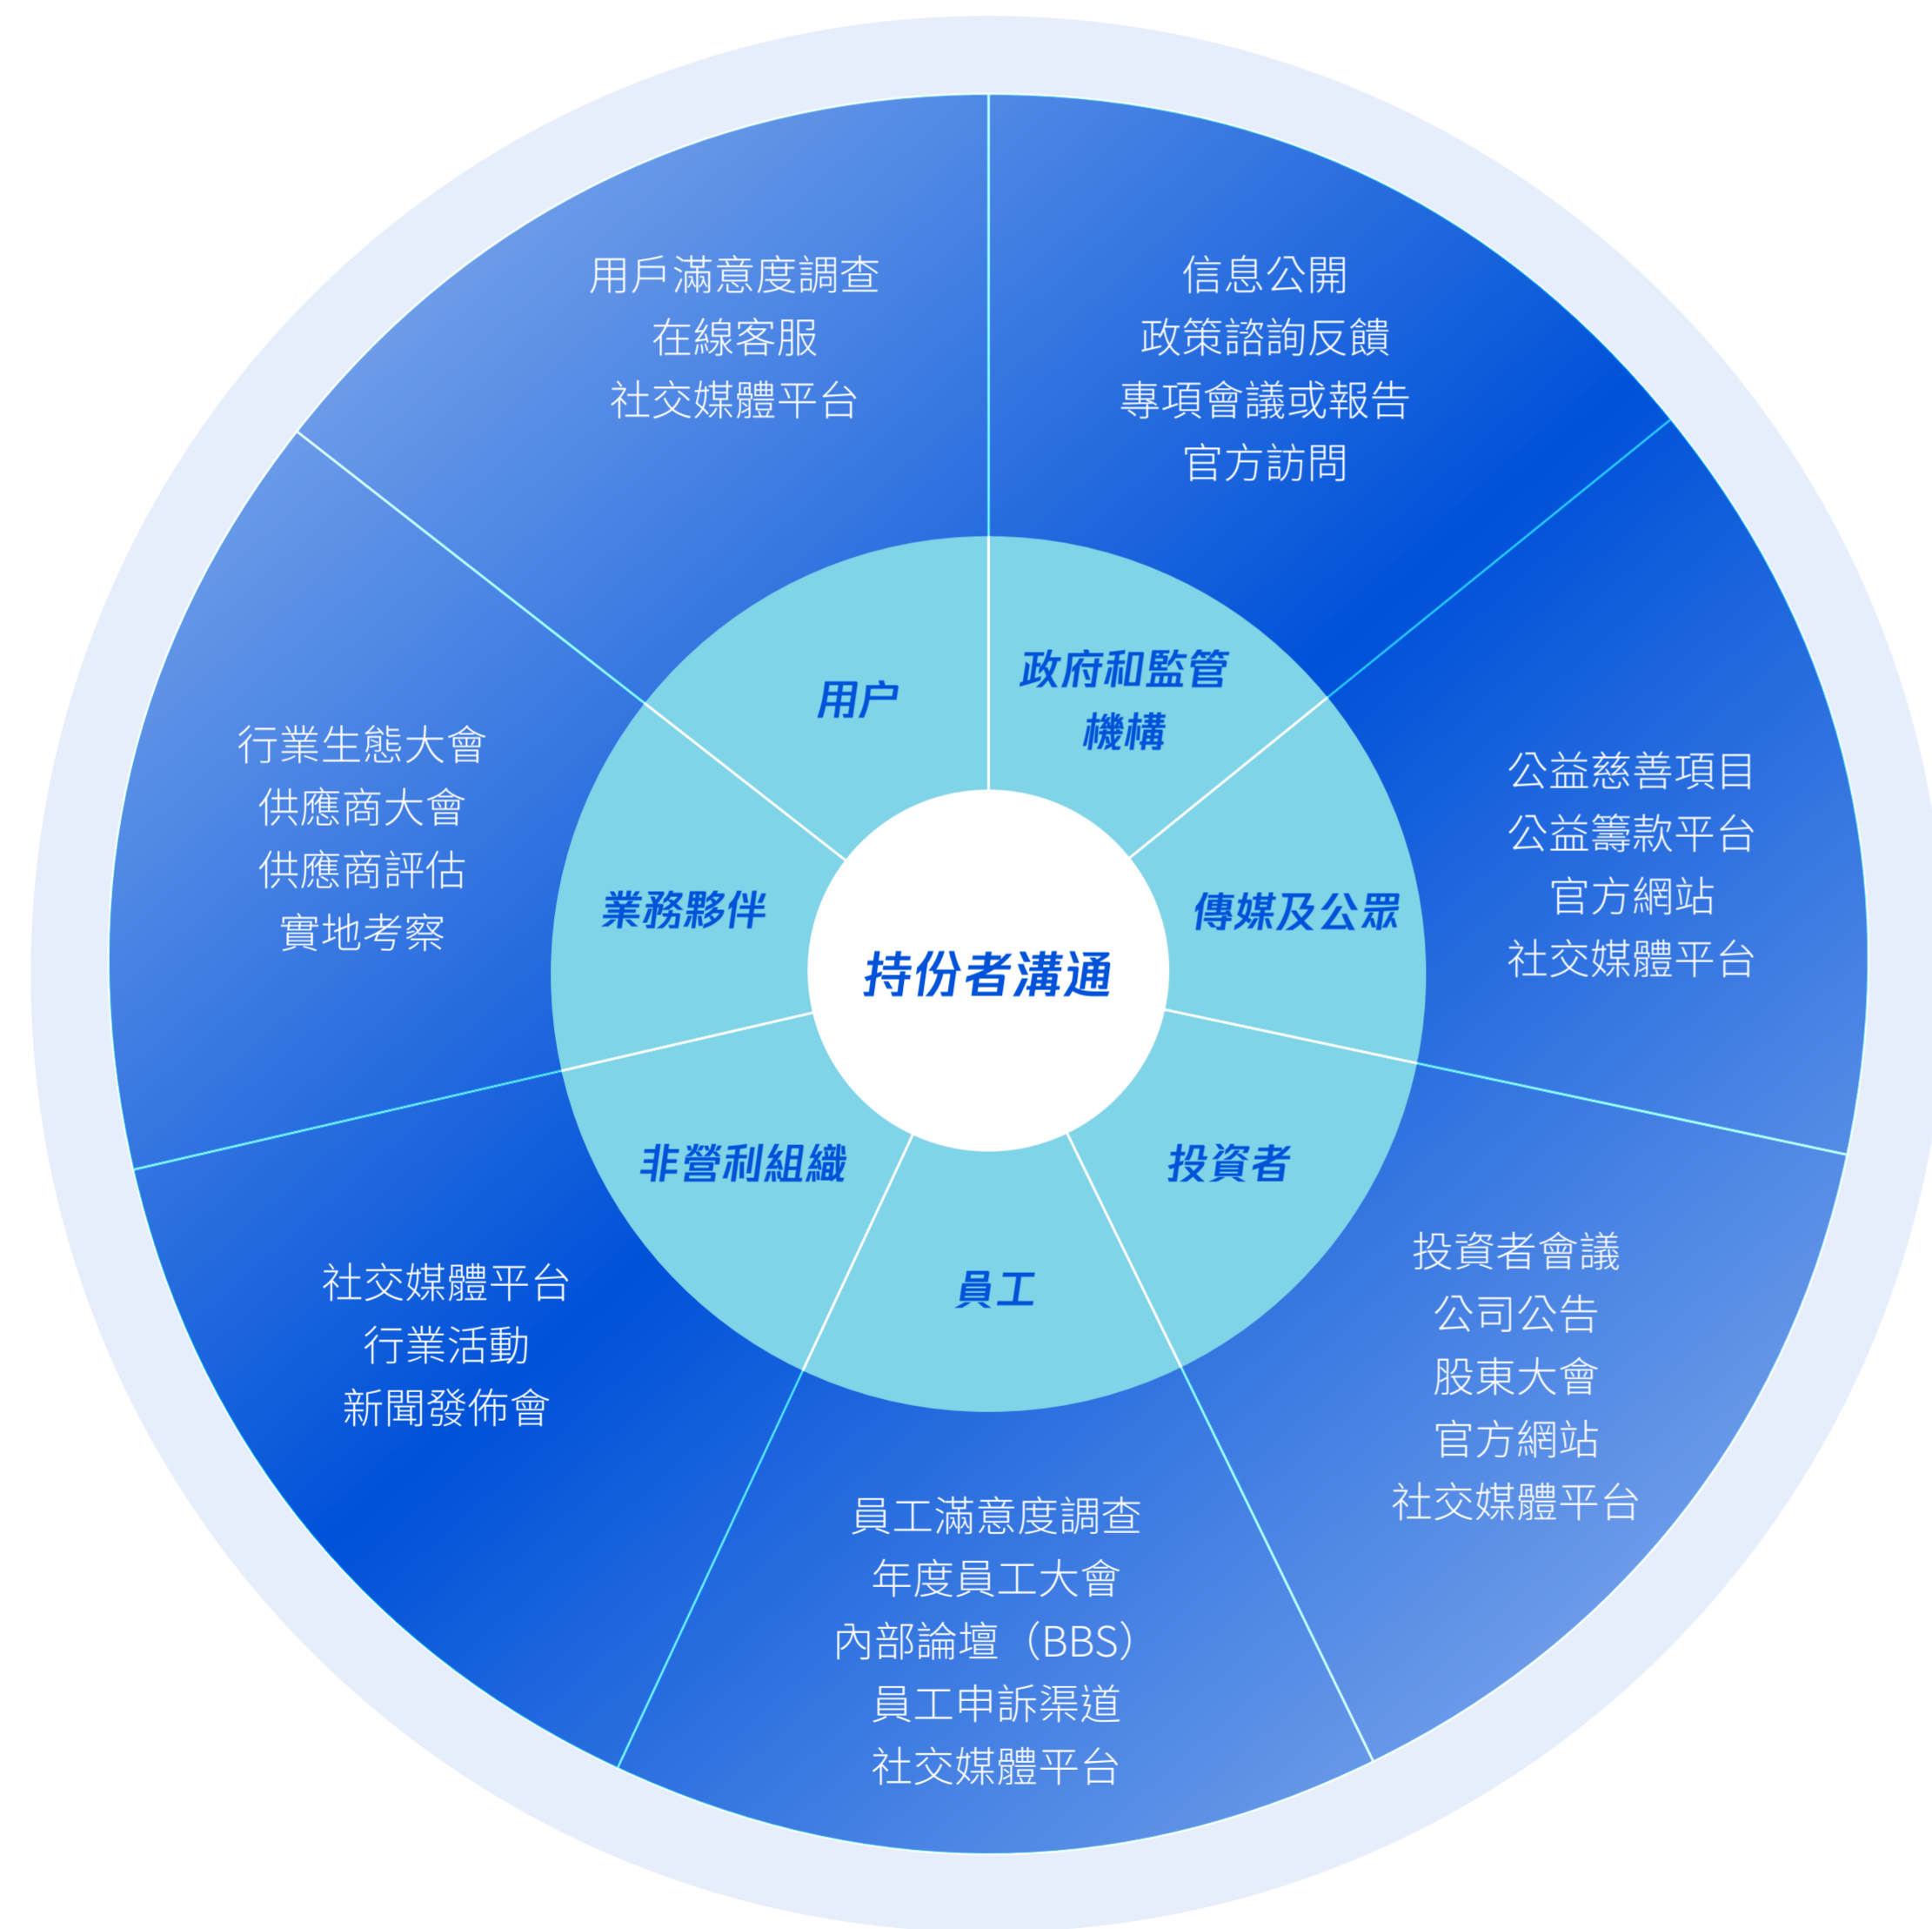 用戶滿意度調查
在線客服
社交媒體平台
信息公開
政策諮詢反饋
專項會議或報告
官方訪問
用户
政府和監管
機構
行業生態大會
供應商大會
供應商評估
實地考察
業務夥伴
持份者溝通
傳媒及公眾
公益慈善項目
公益籌款平台
官方網站
社交媒體平台
非營利組織
員工
投資者
社交媒體平台
行業活動
新聞發佈會
員工滿意度調查
年度員工大會
內部論壇（BBS）
員工申訴渠道
社交媒體平台
投資者會議
公司公告
股東大會
官方網站
社交媒體平台